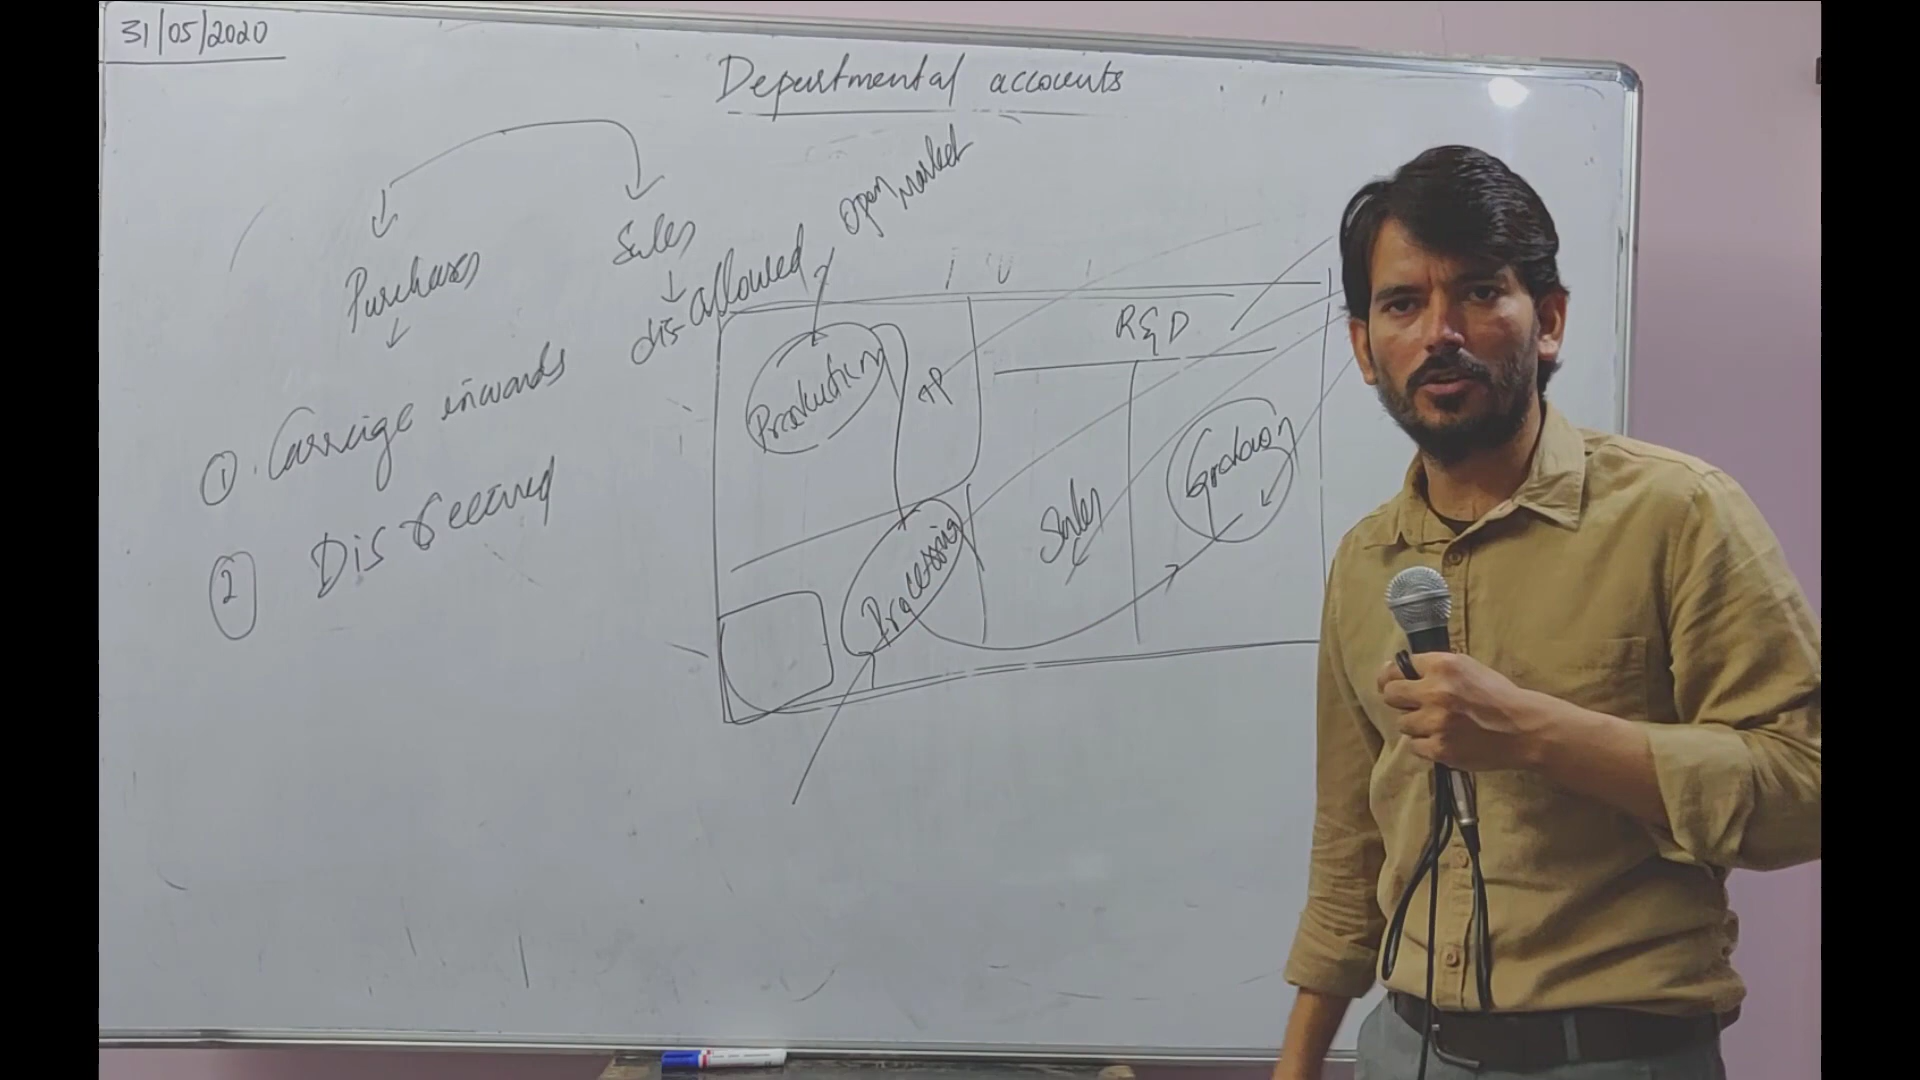 31/05/2020
Departmental accounts
Purchases
Sales
① Carriage inwards
② Dis received
dis-allowed
open market
Production
P
R&D
Processing
Sales
Godown